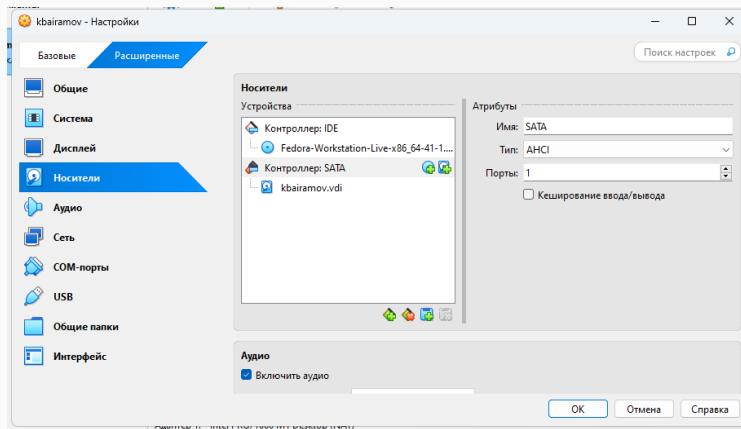 kbairamov - Настройки
Базовые
Расширенные
Поиск настроек
Общие
Система
Дисплей
Носители
Аудио
Сеть
COM-порты
USB
Общие папки
Интерфейс
Носители
Устройства
Контроллер: IDE
Fedora-Workstation-Live-x86_64-41-1....
Контроллер: SATA
kbairamov.vdi
Атрибуты
Имя: SATA
Тип: AHCI
Порты: 1
Кеширование ввода/вывода
Аудио
Включить аудио
OK
Отмена
Справка